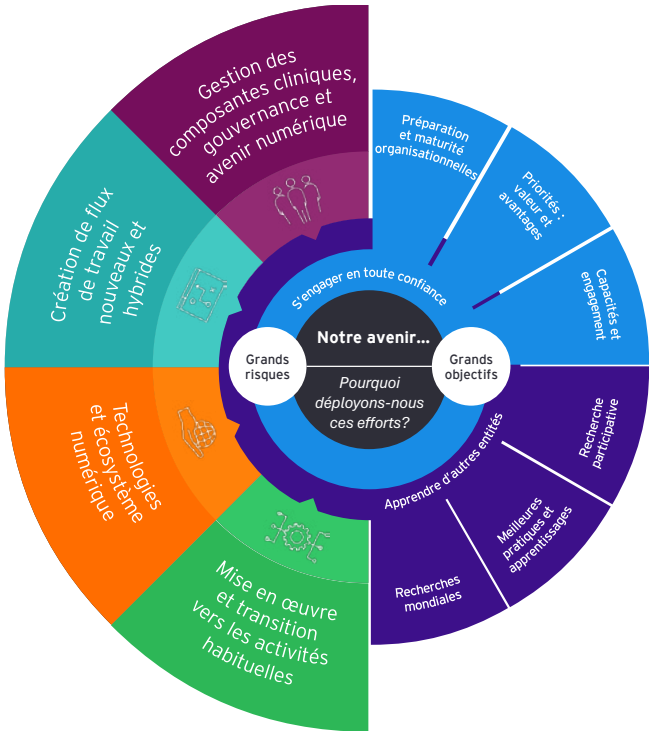 Gestion des
composantes cliniques,
gouvernance et
avenir numérique
Création de flux
de travail
nouveaux et
hybrides
Technologies
et écosystème
numérique
Mise en œuvre
et transition
vers les activités
habituelles
Préparation
et maturité
organisationnelles
Priorités :
valeur et
avantages
Capacités et
engagement
Recherche
participative
Meilleures
pratiques et
apprentissages
Recherches
mondiales
S'engager en toute confiance
Notre avenir...
Grands
risques
Grands
objectifs
Pourquoi
déployons-nous
ces efforts?
Apprendre d'autres entités